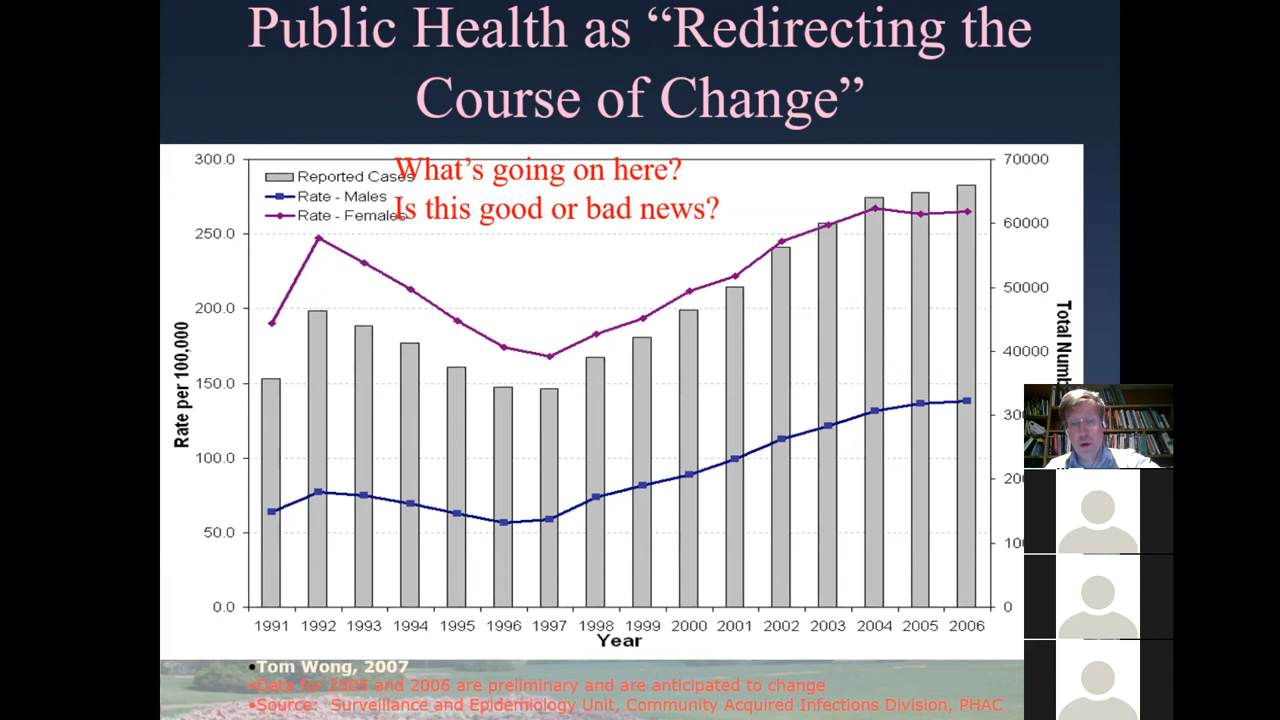 Public Health as “Redirecting the
Course of Change”
What’s going on here?
Is this good or bad news?
Reported Cases
Rate - Males
Rate - Females
300.0
250.0
200.0
150.0
100.0
50.0
0.0
Rate per 100,000
70000
60000
50000
40000
0
Total
1991 1992 1993 1994 1995 1996 1997 1998 1999 2000 2001 2002 2003 2004 2005 2006
Year
•Tom Wong, 2007
•Data for 2005 and 2006 are preliminary and are anticipated to change
•Source: Surveillance and Epidemiology Unit, Community Acquired Infections Division, PHAC